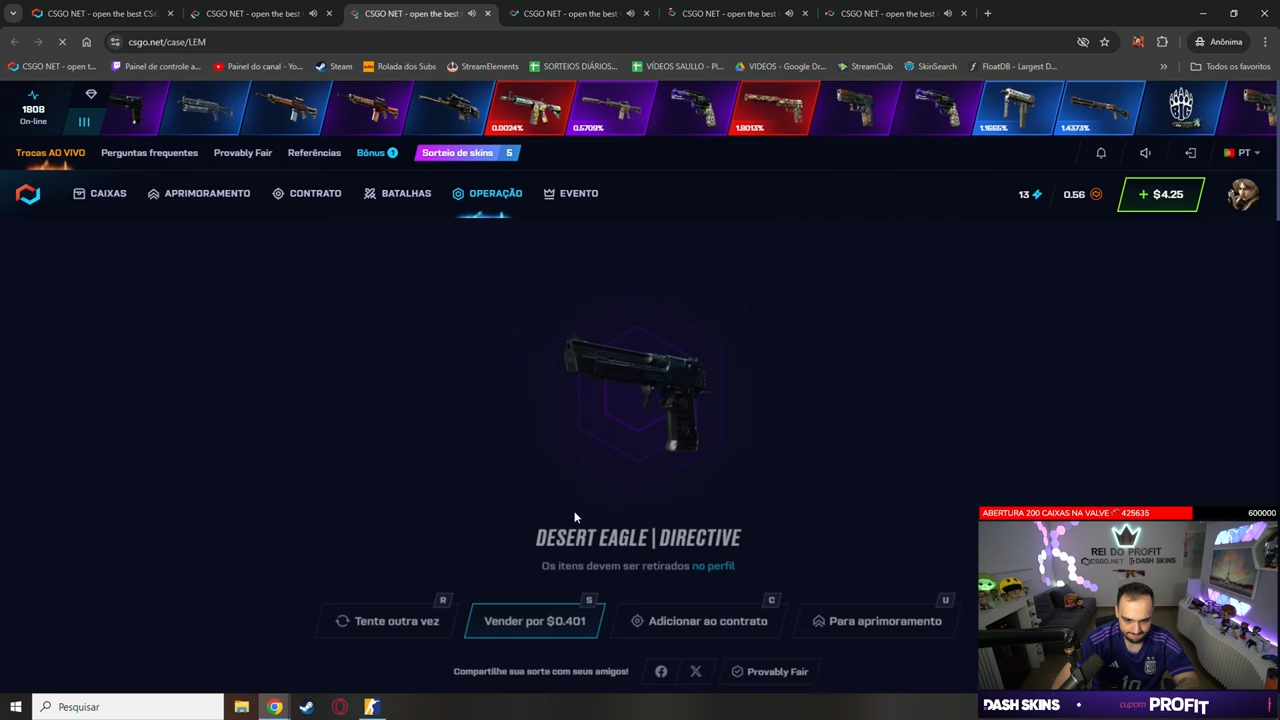 CSGO NET - open the best CSG
CSGO NET - open the best
CSGO NET - open the best
CSGO NET - open the best
CSGO NET - open the best
CSGO NET - open the best
csgo.net/case/LEM
Anônima
CSGO NET - open t...
Painel de controle a...
Painel do canal - Yo...
Steam
Rolada dos Subs
StreamElements
SORTEIOS DIÁRIOS...
VÍDEOS SAULLO - Pl...
VIDEOS - Google Dr...
StreamClub
SkinSearch
FloatDB - Largest D...
Todos os favoritos
1808
On-line
0.0024%
0.5709%
1.8013%
1.1665%
1.4373%
Trocas AO VIVO
Perguntas frequentes
Provably Fair
Referências
Bônus 1
Sorteio de skins 5
PT
CAIXAS
APRIMORAMENTO
CONTRATO
BATALHAS
OPERAÇÃO
EVENTO
13
0.56
+ $4.25
DESERT EAGLE | DIRECTIVE
Os itens devem ser retirados no perfil
R
Tente outra vez
S
Vender por $0.401
C
Adicionar ao contrato
U
Para aprimoramento
Compartilhe sua sorte com seus amigos!
Provably Fair
ABERTURA 200 CAIXAS NA VALVE 425635
600000
REI DO PROFIT
CSGO.NET
DASH SKINS
10
DASH SKINS
cupom PROFIT
Pesquisar